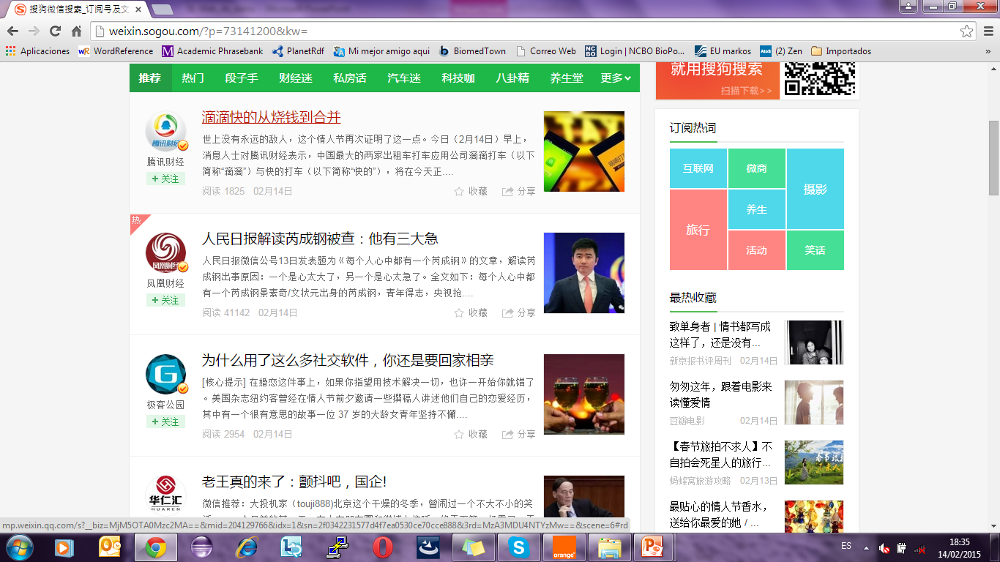 搜狗微信搜索_订阅号及文
weixin.sogou.com/?p=73141200&kw=
Aplicaciones WordReference Academic Phrasebank PlanetRdf Mi mejor amigo aqui BiomedTown Correo Web Login | NCBO BioPo... EU markos (2) Zen Importados »
推荐 热门 段子手 财经迷 私房话 汽车迷 科技咖 八卦精 养生堂 更多
滴滴快的从烧钱到合并
世上没有永远的敌人，这个情人节再次证明了这一点。今日（2月14日）早上，
消息人士对腾讯财经表示，中国最大的两家出租车打车应用公司滴滴打车（以下
简称“滴滴”）与快的打车（以下简称“快的”），将在今天正....
腾讯财经
腾讯财经
+ 关注
阅读 1825 02月14日 收藏 分享
热
人民日报解读芮成钢被查：他有三大急
人民日报微信公号13日发表题为《每个人心中都有一个芮成钢》的文章，解读芮
成钢出事原因：一个是心太大了，另一个是心太急了。全文如下：每个人心中都
有一个芮成钢景素奇/文状元出身的芮成钢，青年得志，央视抢....
凤凰财经
凤凰财经
+ 关注
阅读 41142 02月14日 收藏 分享
为什么用了这么多社交软件，你还是要回家相亲
[核心提示] 在婚恋这件事上，如果你指望用技术解决一切，也许一开始你就错了
。美国杂志纽约客曾经在情人节前夕邀请一些撰稿人讲述他们自己的恋爱经历，
其中有一个很有意思的故事一位 37 岁的大龄女青年坚持不懈....
G
极客公园
+ 关注
阅读 2954 02月14日 收藏 分享
老王真的来了：颤抖吧，国企!
微信推荐：大投机家（touji888)北京这个干燥的冬季，曾闹过一个不大不小的笑
华仁汇
HUAREN
就用搜狗搜索
扫描下载>>
订阅热词
互联网 微商 摄影
养生
旅行
活动 笑话
最热收藏
致单身者 | 情书都写成
这样了，还是没有...
新京报书评周刊 02月14日
匆匆这年，跟着电影来
读懂爱情
豆瓣电影 02月14日
【春节旅拍不求人】不
自拍会死星人的旅行...
蚂蜂窝旅游攻略 02月13日
最贴心的情人节香水，
送给你最爱的她 / ...
mp.weixin.qq.com/s?__biz=MjM5OTA0Mzc2MA==&mid=204129766&idx=1&sn=2f0342231577d4f7ea0530ce70cce888&3rd=MzA3MDU4NTYzMw==&scene=6#rd
orange
ES
18:35
14/02/2015